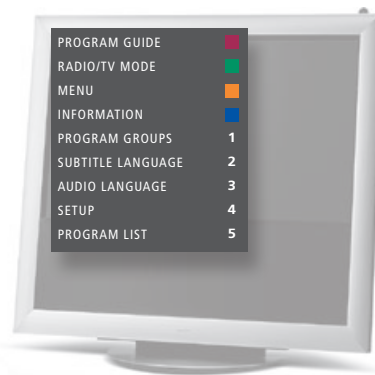 PROGRAM GUIDE
RADIO/TV MODE
MENU
INFORMATION
PROGRAM GROUPS 1
SUBTITLE LANGUAGE 2
AUDIO LANGUAGE 3
SETUP 4
PROGRAM LIST 5